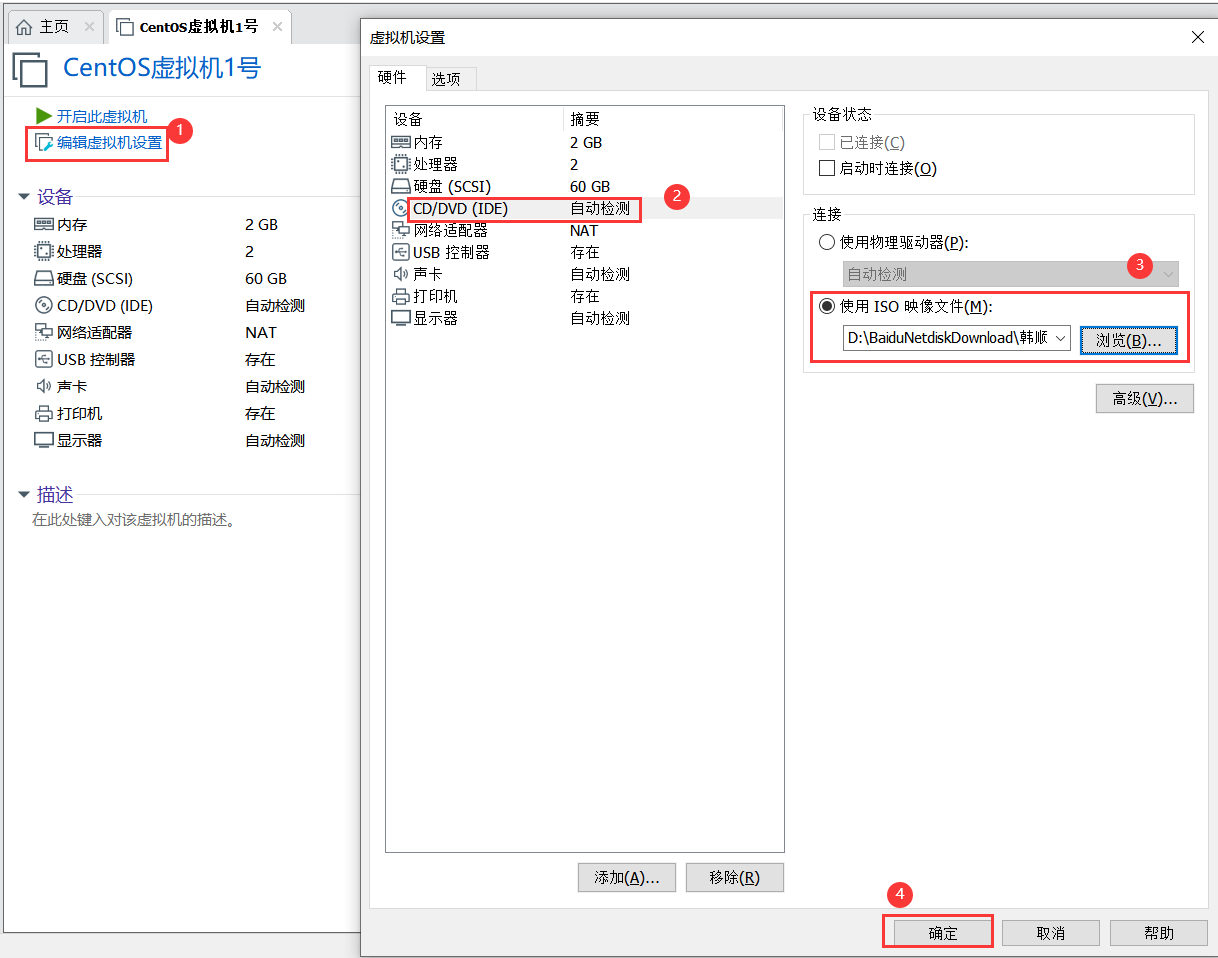 主页
CentOS虚拟机1号
CentOS虚拟机1号
开启此虚拟机
编辑虚拟机设置
1
设备
内存 2 GB
处理器 2
硬盘 (SCSI) 60 GB
CD/DVD (IDE) 自动检测
网络适配器 NAT
USB 控制器 存在
声卡 自动检测
打印机 存在
显示器 自动检测
描述
在此处键入对该虚拟机的描述。
虚拟机设置
硬件 选项
设备 摘要
内存 2 GB
处理器 2
硬盘 (SCSI) 60 GB
2
CD/DVD (IDE) 自动检测
网络适配器 NAT
USB 控制器 存在
声卡 自动检测
打印机 存在
显示器 自动检测
添加(A)... 移除(R)
设备状态
已连接(C)
启动时连接(O)
连接
使用物理驱动器(P):
自动检测
3
使用 ISO 映像文件(M):
D:\BaiduNetdiskDownload\韩顺 浏览(B)...
高级(V)...
4
确定 取消 帮助